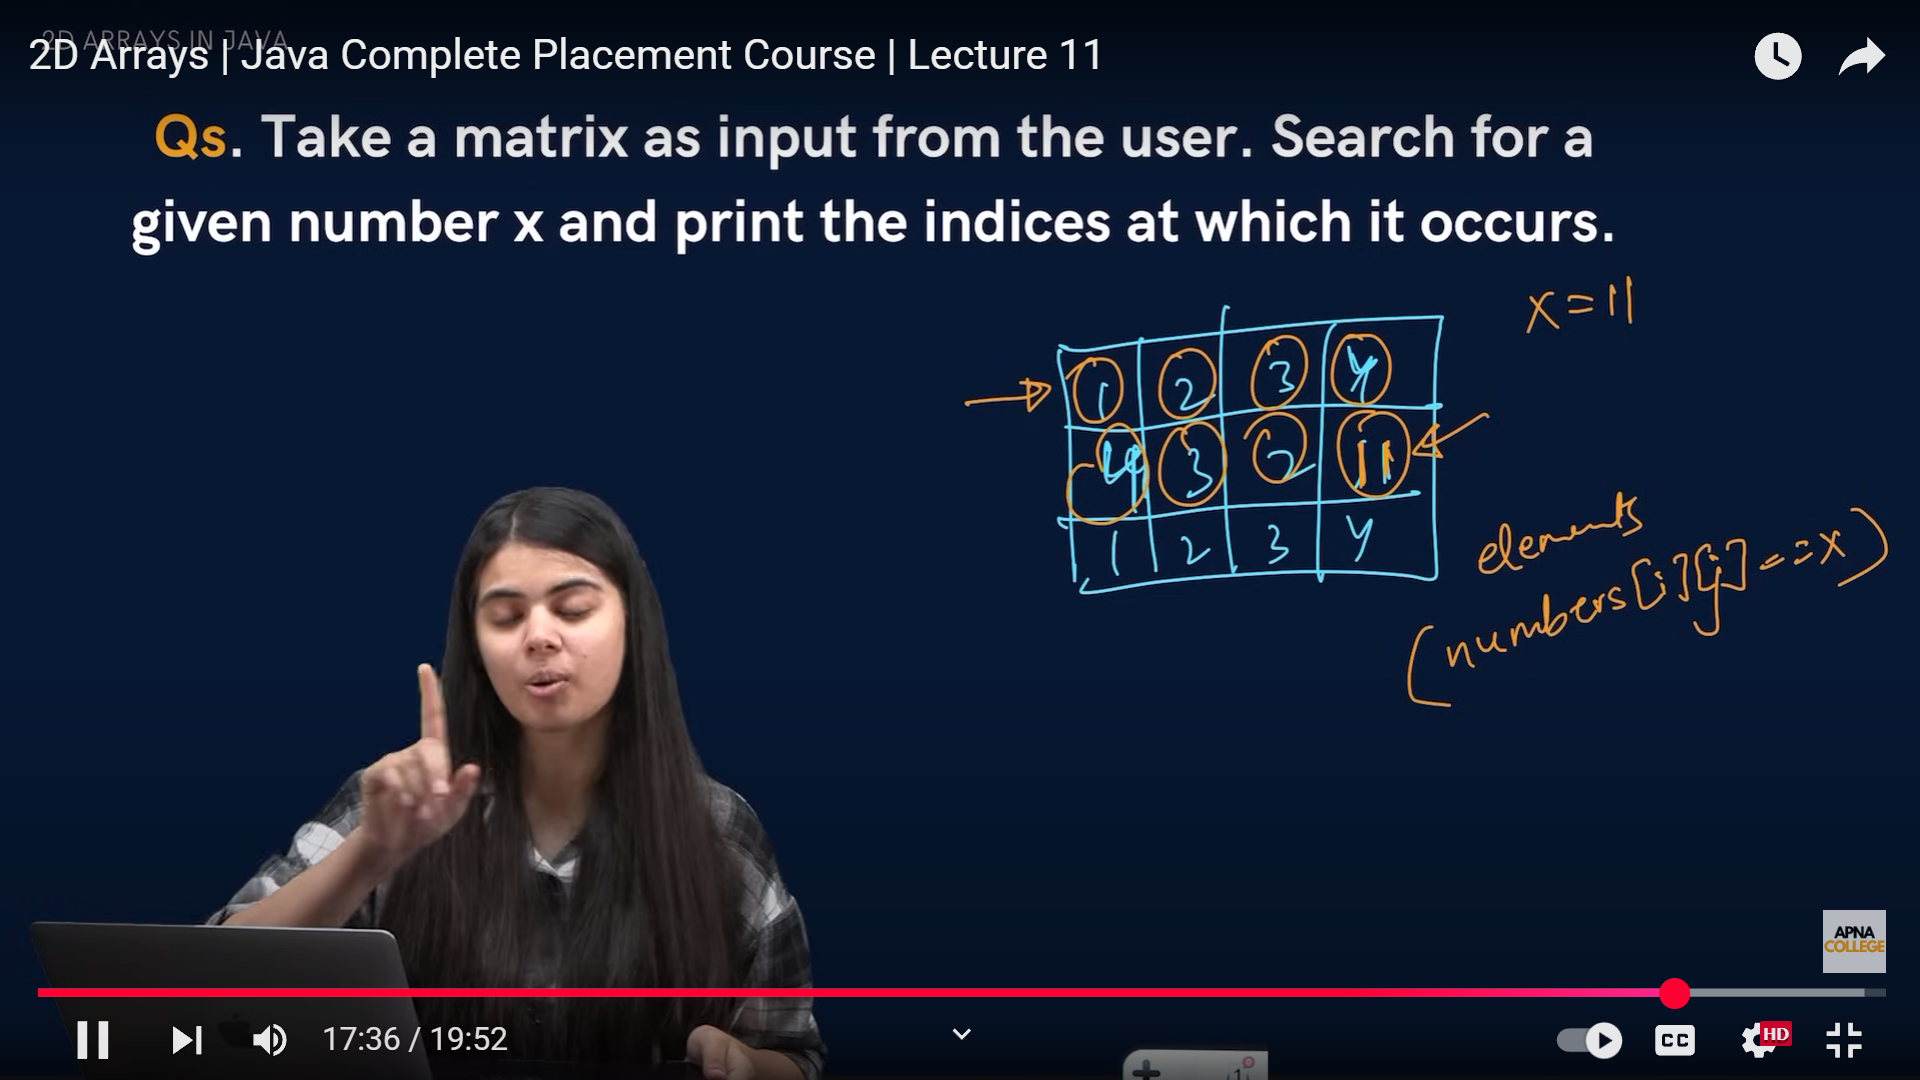 2D ARRAYS IN JAVA
2D Arrays | Java Complete Placement Course | Lecture 11
Qs. Take a matrix as input from the user. Search for a
given number x and print the indices at which it occurs.
x = 11
1 2 3 4
4 3 2 11
1 2 3 4
elements
(numbers[i][j] == x)
APNA
COLLEGE
17:36 / 19:52
CC
HD